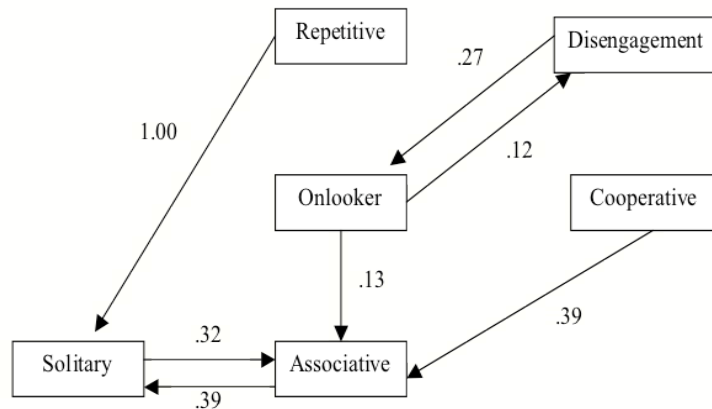 Repetitive
Disengagement
.27
1.00
.12
Onlooker
Cooperative
.13
.39
.32
Solitary
Associative
.39